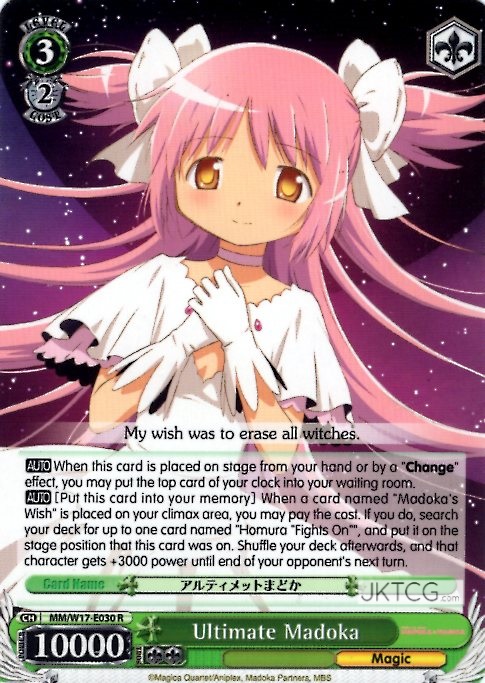 LEVEL
3
2
COST
My wish was to erase all witches.
AUTO When this card is placed on stage from your hand or by a "Change"
effect, you may put the top card of your clock into your waiting room.
AUTO [Put this card into your memory] When a card named "Madoka's
Wish" is placed on your climax area, you may pay the cost. If you do, search
your deck for up to one card named "Homura "Fights On"", and put it on the
stage position that this card was on. Shuffle your deck afterwards, and that
character gets +3000 power until end of your opponent's next turn.
Card Name アルティメットまどか
JKTCG.com
CH MM/W17-E030 R
10000
Ultimate Madoka
Magic
©Magica Quartet/Aniplex, Madoka Partners, MBS